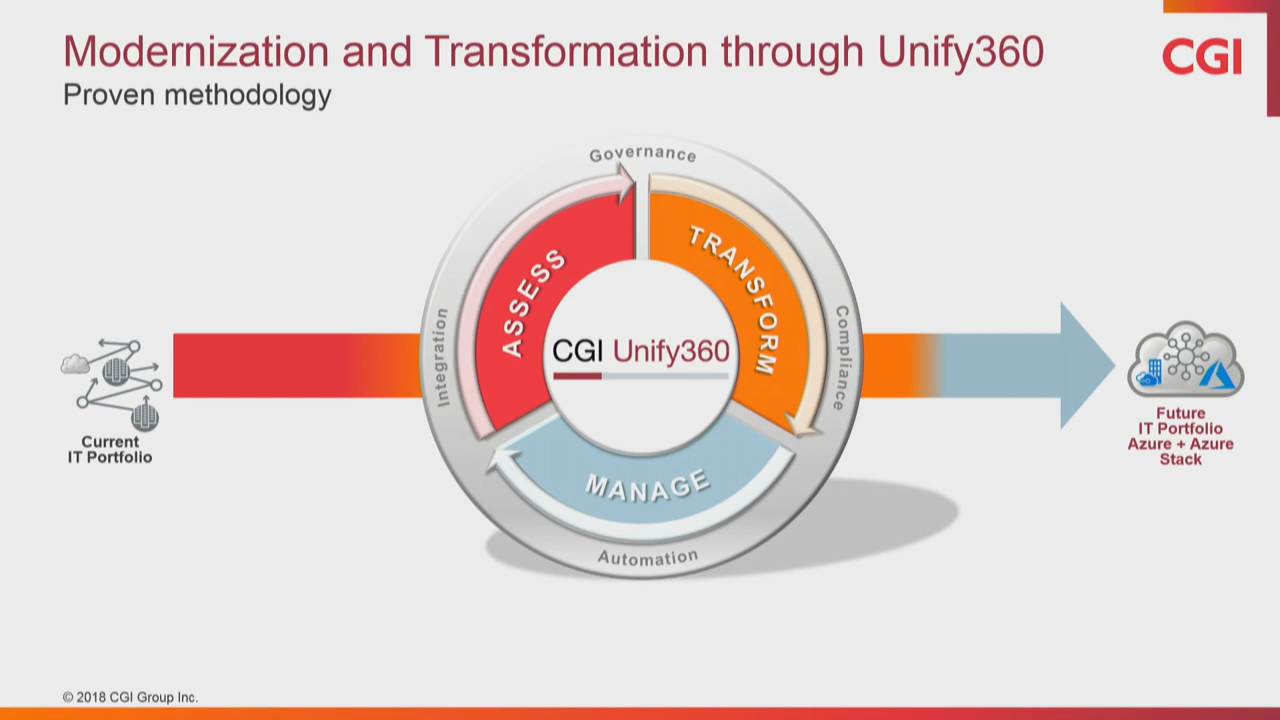 Modernization and Transformation through Unify360
Proven methodology
CGI
Governance
ASSESS
TRANSFORM
Integration
Compliance
CGI Unify360
MANAGE
Automation
Current
IT Portfolio
Future
IT Portfolio
Azure + Azure
Stack
© 2018 CGI Group Inc.